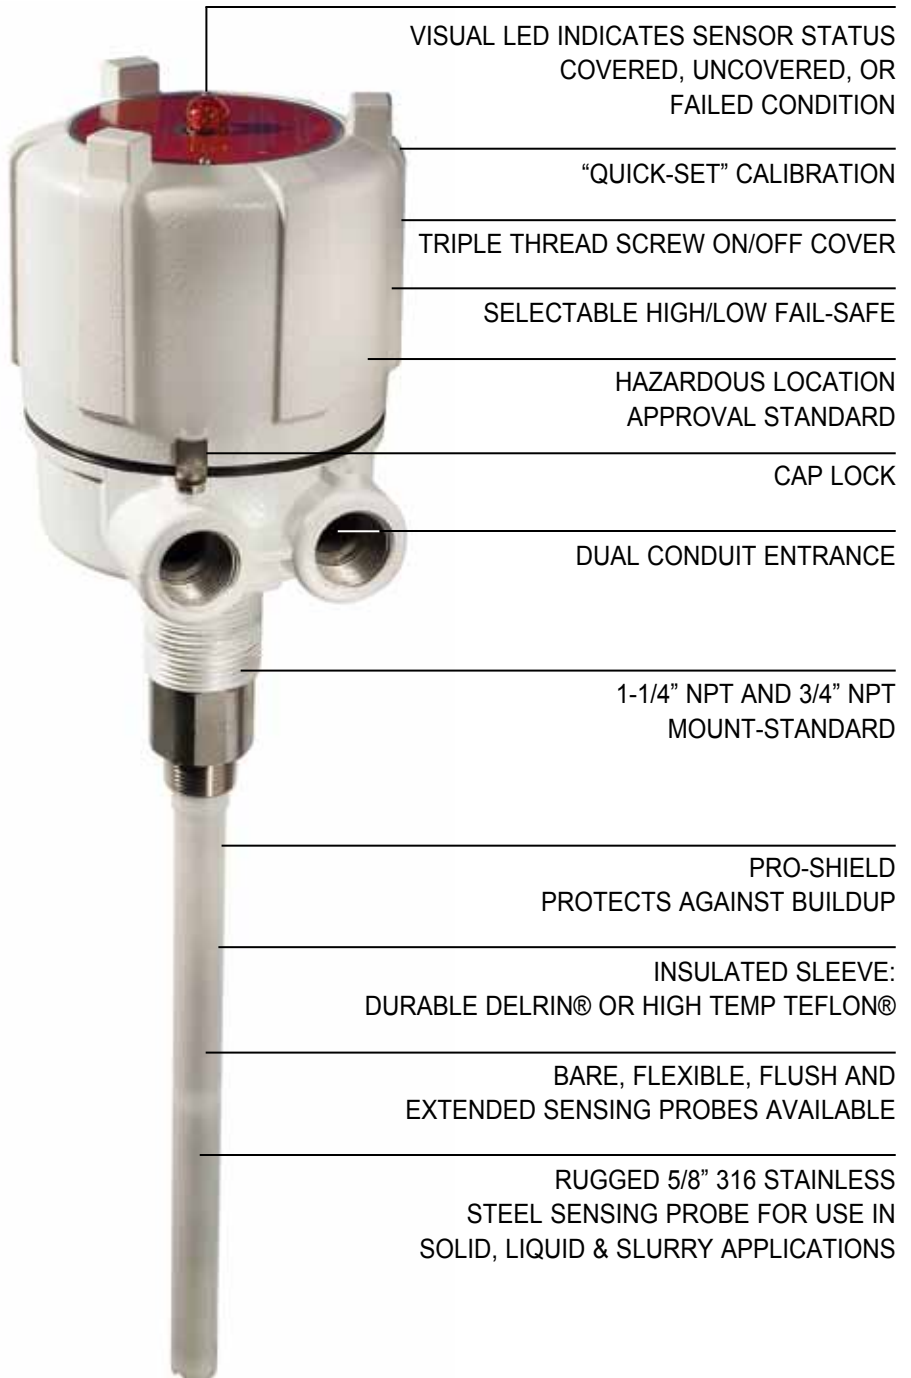 VISUAL LED INDICATES SENSOR STATUS
COVERED, UNCOVERED, OR
FAILED CONDITION
“QUICK-SET” CALIBRATION
TRIPLE THREAD SCREW ON/OFF COVER
SELECTABLE HIGH/LOW FAIL-SAFE
HAZARDOUS LOCATION
APPROVAL STANDARD
CAP LOCK
DUAL CONDUIT ENTRANCE
1-1/4” NPT AND 3/4” NPT
MOUNT-STANDARD
PRO-SHIELD
PROTECTS AGAINST BUILDUP
INSULATED SLEEVE:
DURABLE DELRIN® OR HIGH TEMP TEFLON®
BARE, FLEXIBLE, FLUSH AND
EXTENDED SENSING PROBES AVAILABLE
RUGGED 5/8” 316 STAINLESS
STEEL SENSING PROBE FOR USE IN
SOLID, LIQUID & SLURRY APPLICATIONS